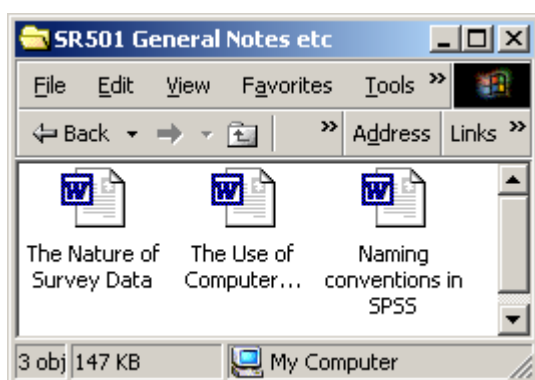 SR501 General Notes etc
File Edit View Favorites Tools »
Back » Address Links »
The Nature of Survey Data
The Use of Computer...
Naming conventions in SPSS
3 obj 147 KB My Computer